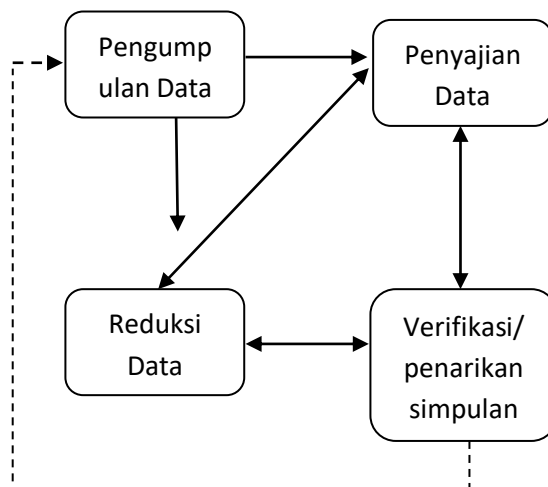 Pengump
ulan Data
Penyajian
Data
Reduksi
Data
Verifikasi/
penarikan
simpulan